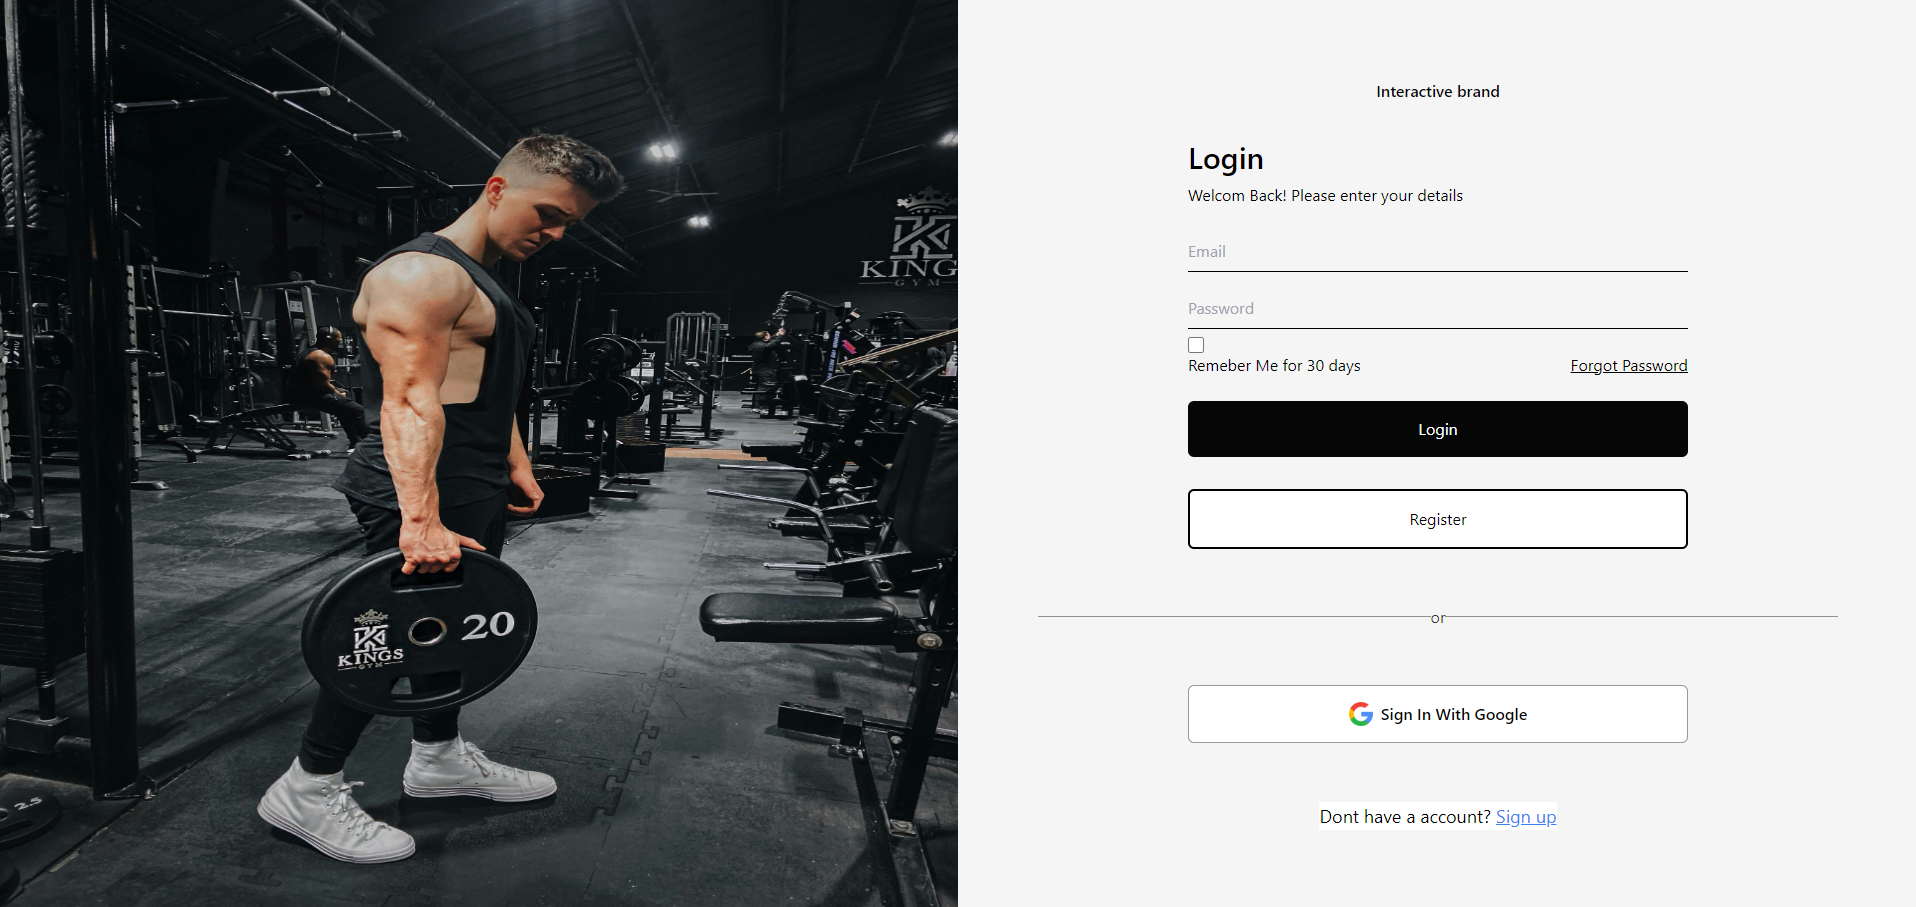 KINGS
GYM
20
KINGS
GYM
2.5
Interactive brand
Login
Welcom Back! Please enter your details
Email
Password
Remeber Me for 30 days
Forgot Password
Login
Register
or
Sign In With Google
Dont have a account? Sign up